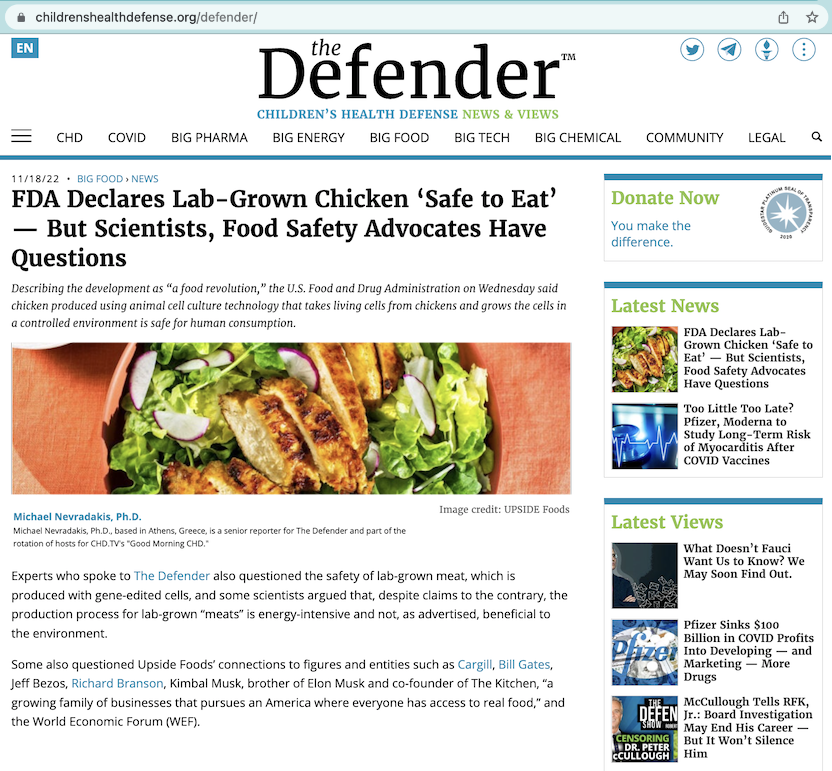 childrenshealthdefense.org/defender/
EN
the
Defender™
CHILDREN'S HEALTH DEFENSE NEWS & VIEWS
CHD COVID BIG PHARMA BIG ENERGY BIG FOOD BIG TECH BIG CHEMICAL COMMUNITY LEGAL
11/18/22 • BIG FOOD › NEWS
FDA Declares Lab-Grown Chicken ‘Safe to Eat’
— But Scientists, Food Safety Advocates Have
Questions
Describing the development as “a food revolution,” the U.S. Food and Drug Administration on Wednesday said
chicken produced using animal cell culture technology that takes living cells from chickens and grows the cells in
a controlled environment is safe for human consumption.
Image credit: UPSIDE Foods
Michael Nevradakis, Ph.D.
Michael Nevradakis, Ph.D., based in Athens, Greece, is a senior reporter for The Defender and part of the
rotation of hosts for CHD.TV's "Good Morning CHD."
Experts who spoke to The Defender also questioned the safety of lab-grown meat, which is
produced with gene-edited cells, and some scientists argued that, despite claims to the contrary, the
production process for lab-grown “meats” is energy-intensive and not, as advertised, beneficial to
the environment.
Some also questioned Upside Foods’ connections to figures and entities such as Cargill, Bill Gates,
Jeff Bezos, Richard Branson, Kimbal Musk, brother of Elon Musk and co-founder of The Kitchen, “a
growing family of businesses that pursues an America where everyone has access to real food,” and
the World Economic Forum (WEF).
Donate Now
You make the
difference.
GUIDESTAR PLATINUM SEAL OF TRANSPARENCY
2020
Latest News
FDA Declares Lab-
Grown Chicken ‘Safe to
Eat’ — But Scientists,
Food Safety Advocates
Have Questions
Too Little Too Late?
Pfizer, Moderna to
Study Long-Term Risk
of Myocarditis After
COVID Vaccines
Latest Views
What Doesn’t Fauci
Want Us to Know? We
May Soon Find Out.
Pfizer
Pfizer Sinks $100
Billion in COVID Profits
Into Developing — and
Marketing — More
Drugs
THE
DEFEN
SHOW
CENSORING
DR. PETER
McCULLOUGH
McCullough Tells RFK,
Jr.: Board Investigation
May End His Career —
But It Won’t Silence
Him